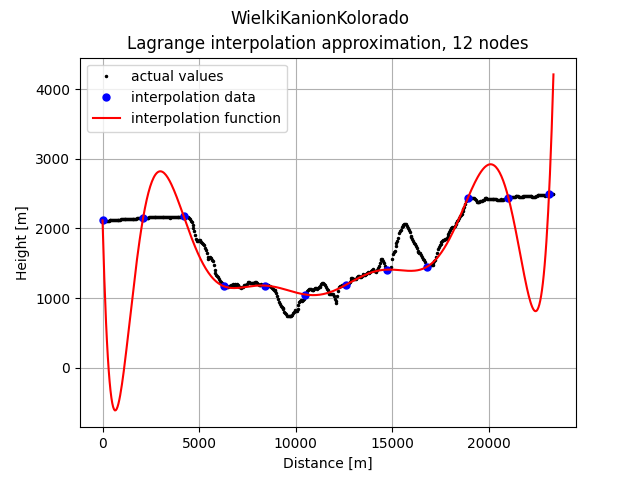 WielkiKanionKolorado
Lagrange interpolation approximation, 12 nodes
actual values
interpolation data
interpolation function
4000
3000
2000
1000
0
Height [m]
0 5000 10000 15000 20000
Distance [m]